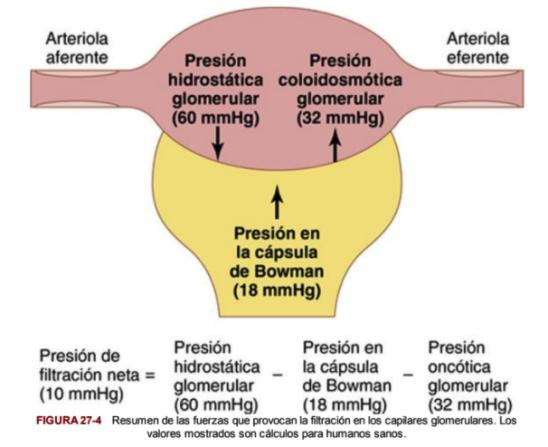 Arteriola
aferente
Arteriola
eferente
Presión
hidrostática
glomerular
(60 mmHg)
Presión
coloidosmótica
glomerular
(32 mmHg)
Presión en
la cápsula
de Bowman
(18 mmHg)
Presión de
filtración neta =
(10 mmHg)
Presión
hidrostática
glomerular
(60 mmHg)
–
Presión en
la cápsula
de Bowman
(18 mmHg)
–
Presión
oncótica
glomerular
(32 mmHg)
FIGURA 27-4 Resumen de las fuerzas que provocan la filtración en los capilares glomerulares. Los
valores mostrados son cálculos para humanos sanos.